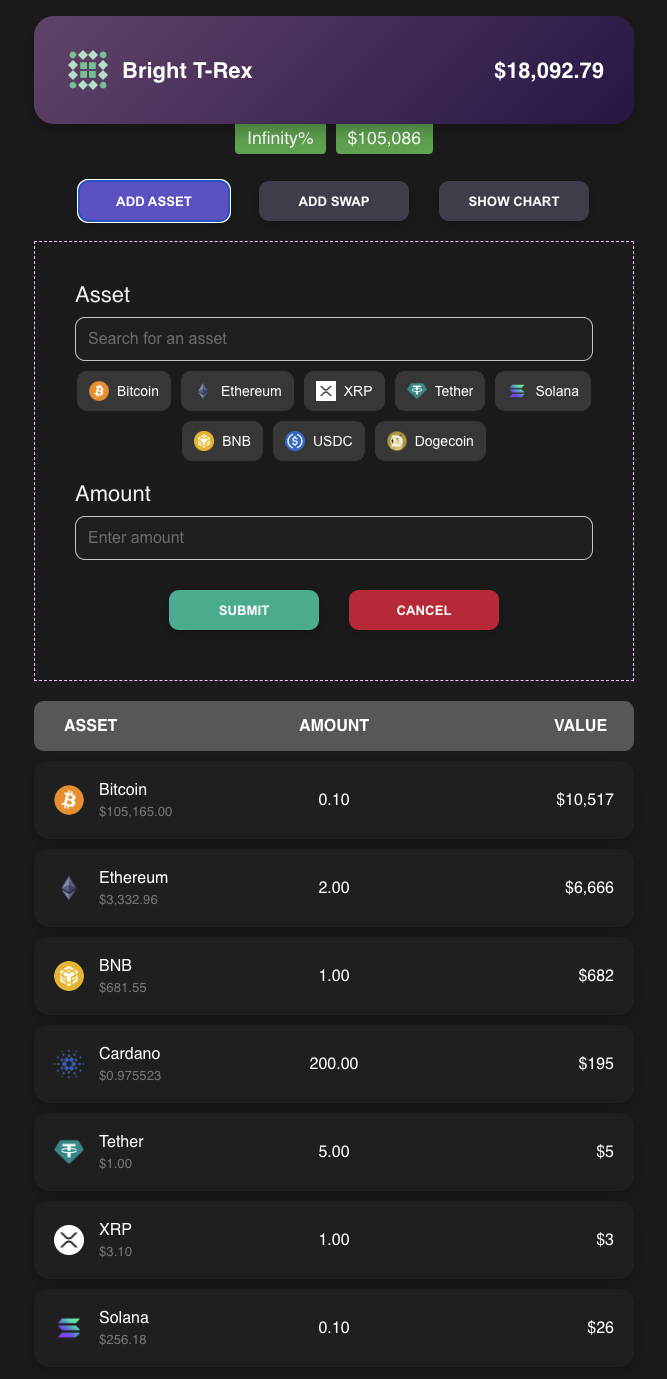 Bright T-Rex $18,092.79
Infinity% $105,086
ADD ASSET ADD SWAP SHOW CHART
Asset
Search for an asset
Bitcoin Ethereum XRP Tether Solana
BNB USDC Dogecoin
Amount
Enter amount
SUBMIT CANCEL
ASSET AMOUNT VALUE
Bitcoin
$105,165.00
0.10 $10,517
Ethereum
$3,332.96
2.00 $6,666
BNB
$681.55
1.00 $682
Cardano
$0.975523
200.00 $195
Tether
$1.00
5.00 $5
XRP
$3.10
1.00 $3
Solana
$256.18
0.10 $26